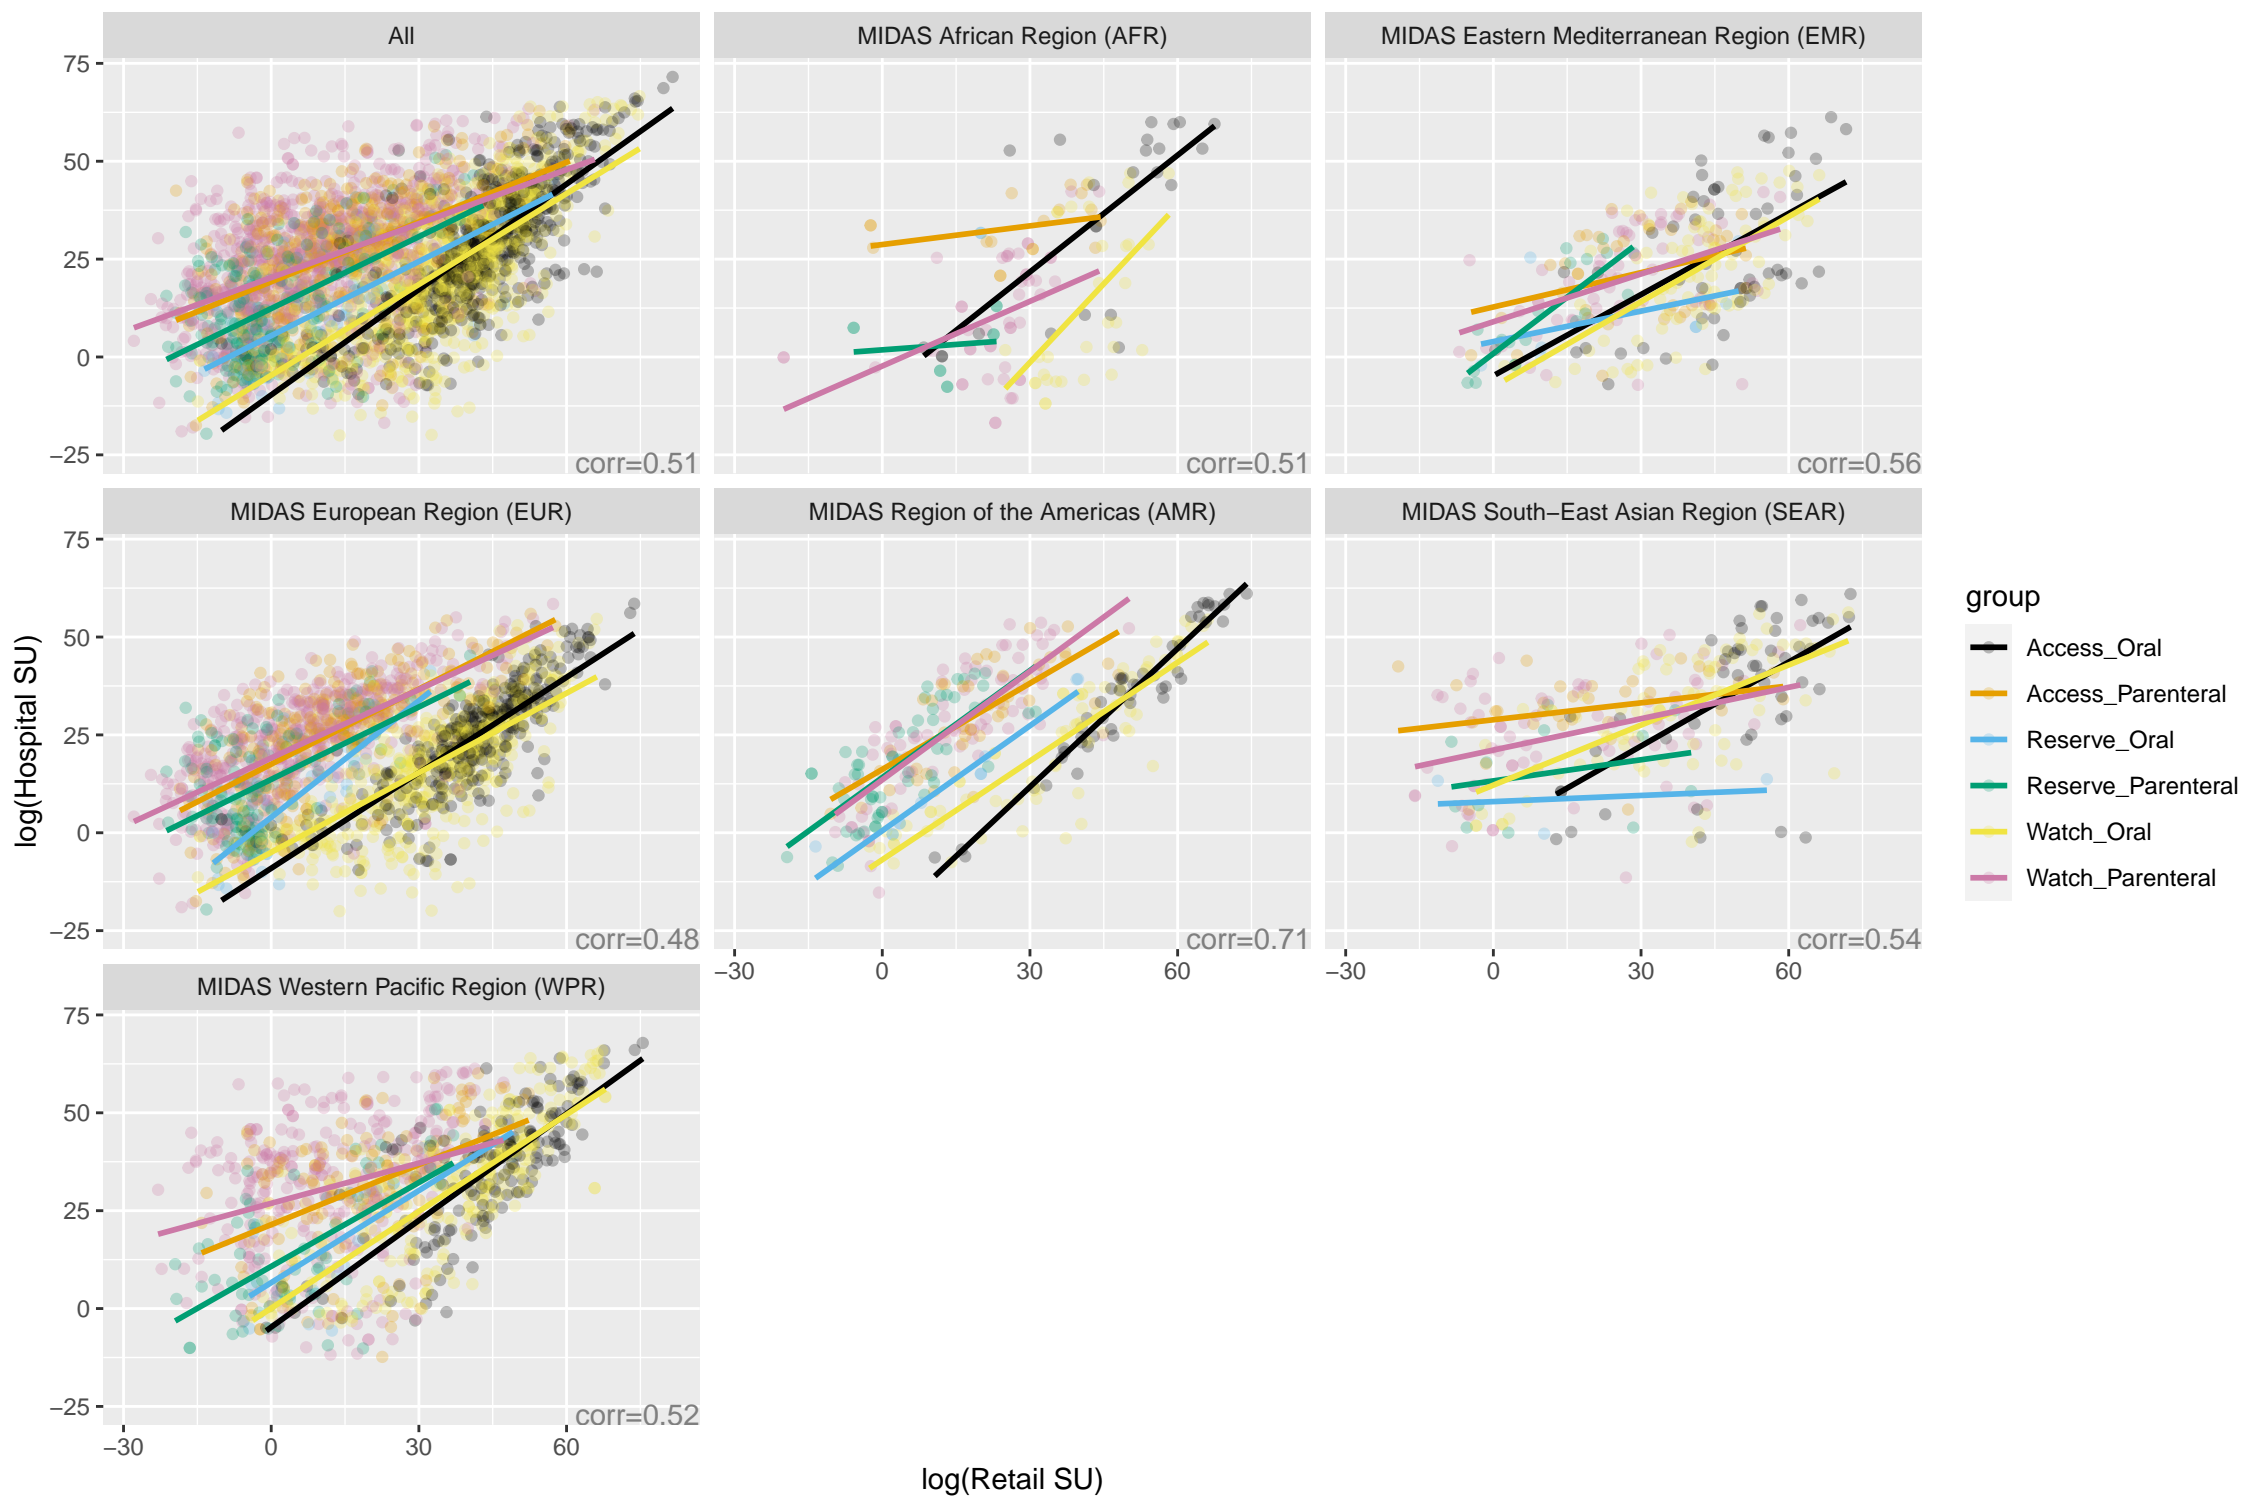 All
MIDAS African Region (AFR)
MIDAS Eastern Mediterranean Region (EMR)
75
50
25
0
−25
corr=0.51
corr=0.51
corr=0.56
MIDAS European Region (EUR)
MIDAS Region of the Americas (AMR)
MIDAS South−East Asian Region (SEAR)
75
50
25
0
−25
corr=0.48
corr=0.71
corr=0.54
−30 0 30 60
−30 0 30 60
MIDAS Western Pacific Region (WPR)
75
50
25
0
−25
corr=0.52
−30 0 30 60
log(Retail SU)
log(Hospital SU)
group
Access_Oral
Access_Parenteral
Reserve_Oral
Reserve_Parenteral
Watch_Oral
Watch_Parenteral